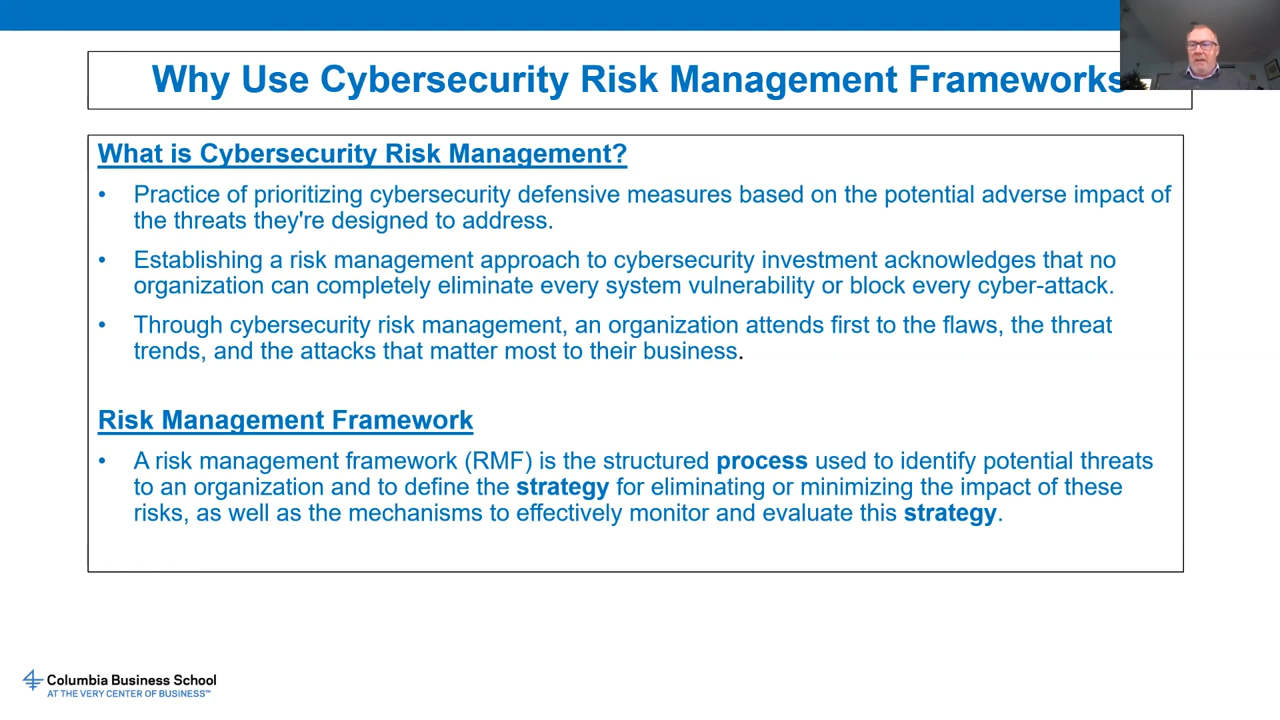 Why Use Cybersecurity Risk Management Frameworks
What is Cybersecurity Risk Management?
• Practice of prioritizing cybersecurity defensive measures based on the potential adverse impact of
the threats they're designed to address.
• Establishing a risk management approach to cybersecurity investment acknowledges that no
organization can completely eliminate every system vulnerability or block every cyber-attack.
• Through cybersecurity risk management, an organization attends first to the flaws, the threat
trends, and the attacks that matter most to their business.
Risk Management Framework
• A risk management framework (RMF) is the structured process used to identify potential threats
to an organization and to define the strategy for eliminating or minimizing the impact of these
risks, as well as the mechanisms to effectively monitor and evaluate this strategy.
Columbia Business School
AT THE VERY CENTER OF BUSINESS™